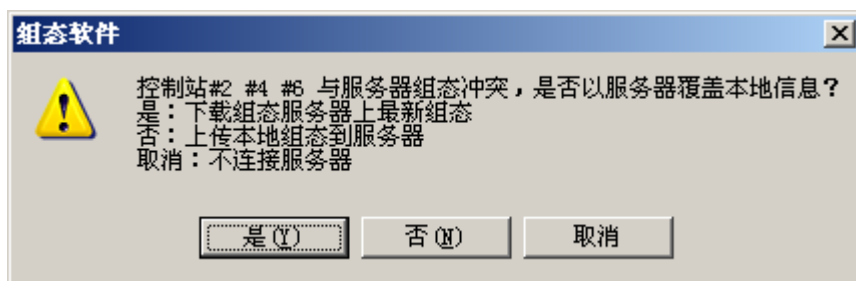 组态软件
控制站#2 #4 #6 与服务器组态冲突，是否以服务器覆盖本地信息？
是：下载组态服务器上最新组态
否：上传本地组态到服务器
取消：不连接服务器
是(Y) 否(N) 取消